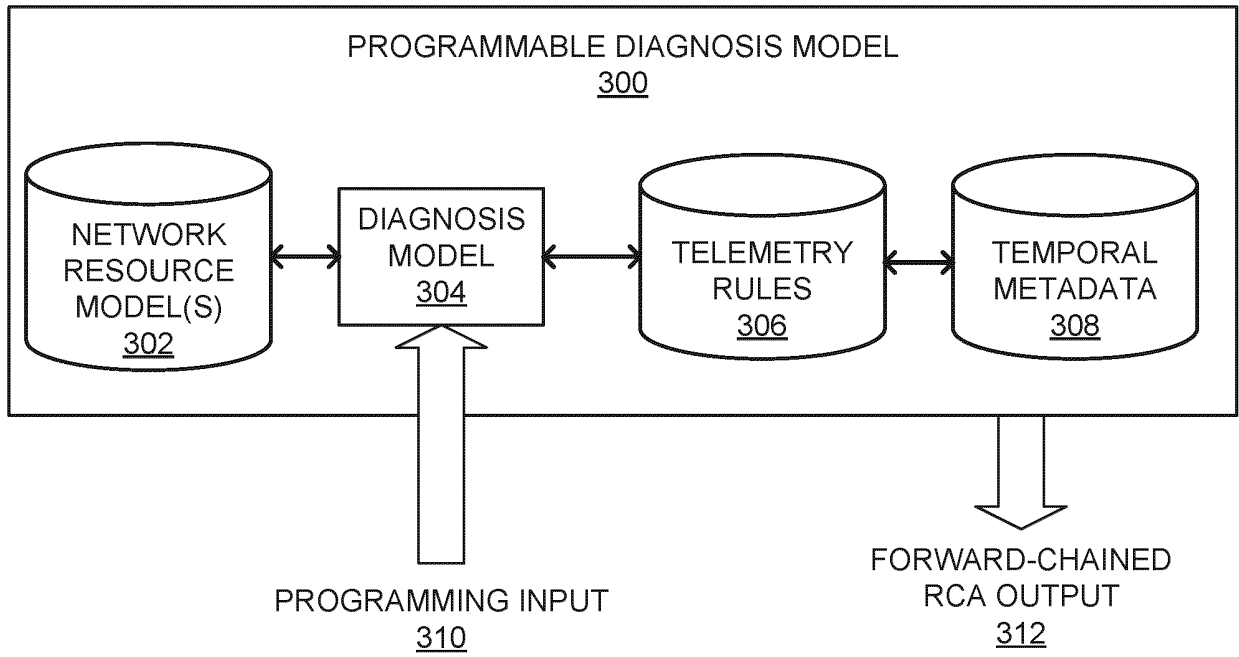 PROGRAMMABLE DIAGNOSIS MODEL
300
NETWORK
RESOURCE
MODEL(S)
302
DIAGNOSIS
MODEL
304
TELEMETRY
RULES
306
TEMPORAL
METADATA
308
PROGRAMMING INPUT
310
FORWARD-CHAINED
RCA OUTPUT
312